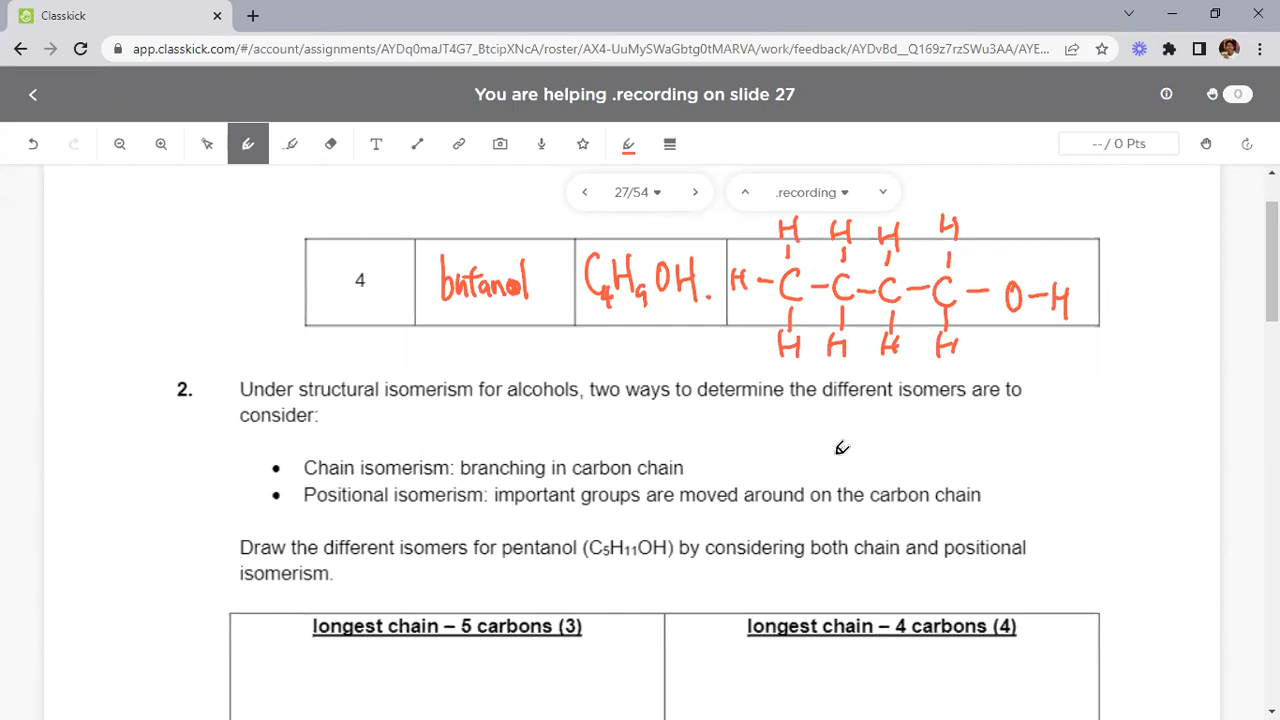 Classkick
app.classkick.com/#/account/assignments/AYDq0maJT4G7_BtcipXNCA/roster/AX4-UuMySWaGbtg0tMARVA/work/feedback/AYDvBd__Q169z7rzSWu3AA/AYE...
You are helping .recording on slide 27
0
T
-- / 0 Pts
27/54
.recording
H H H H
4 butanol C₄H₉OH. H-C-C-C-C-O-H
H H H H
2. Under structural isomerism for alcohols, two ways to determine the different isomers are to
consider:
• Chain isomerism: branching in carbon chain
• Positional isomerism: important groups are moved around on the carbon chain
Draw the different isomers for pentanol (C₅H₁₁OH) by considering both chain and positional
isomerism.
longest chain – 5 carbons (3)
longest chain – 4 carbons (4)